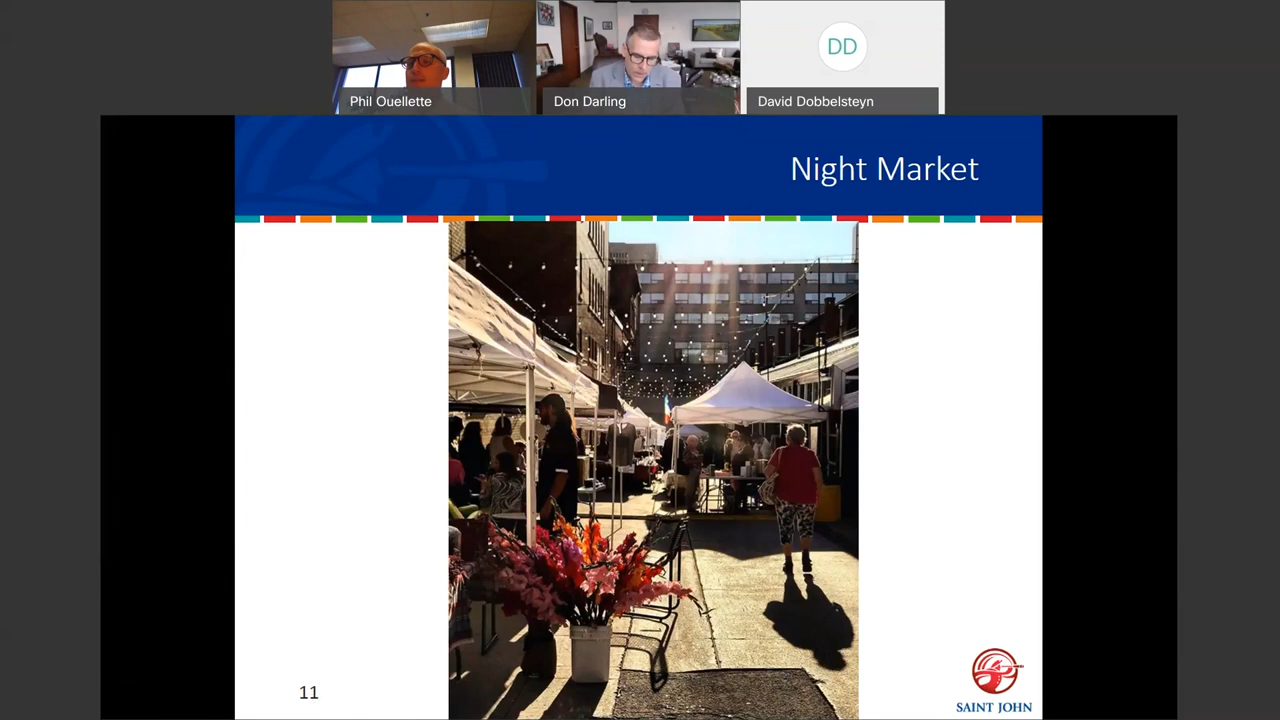 Phil Ouellette
Don Darling
DD
David Dobbelsteyn
Night Market
11
SAINT JOHN